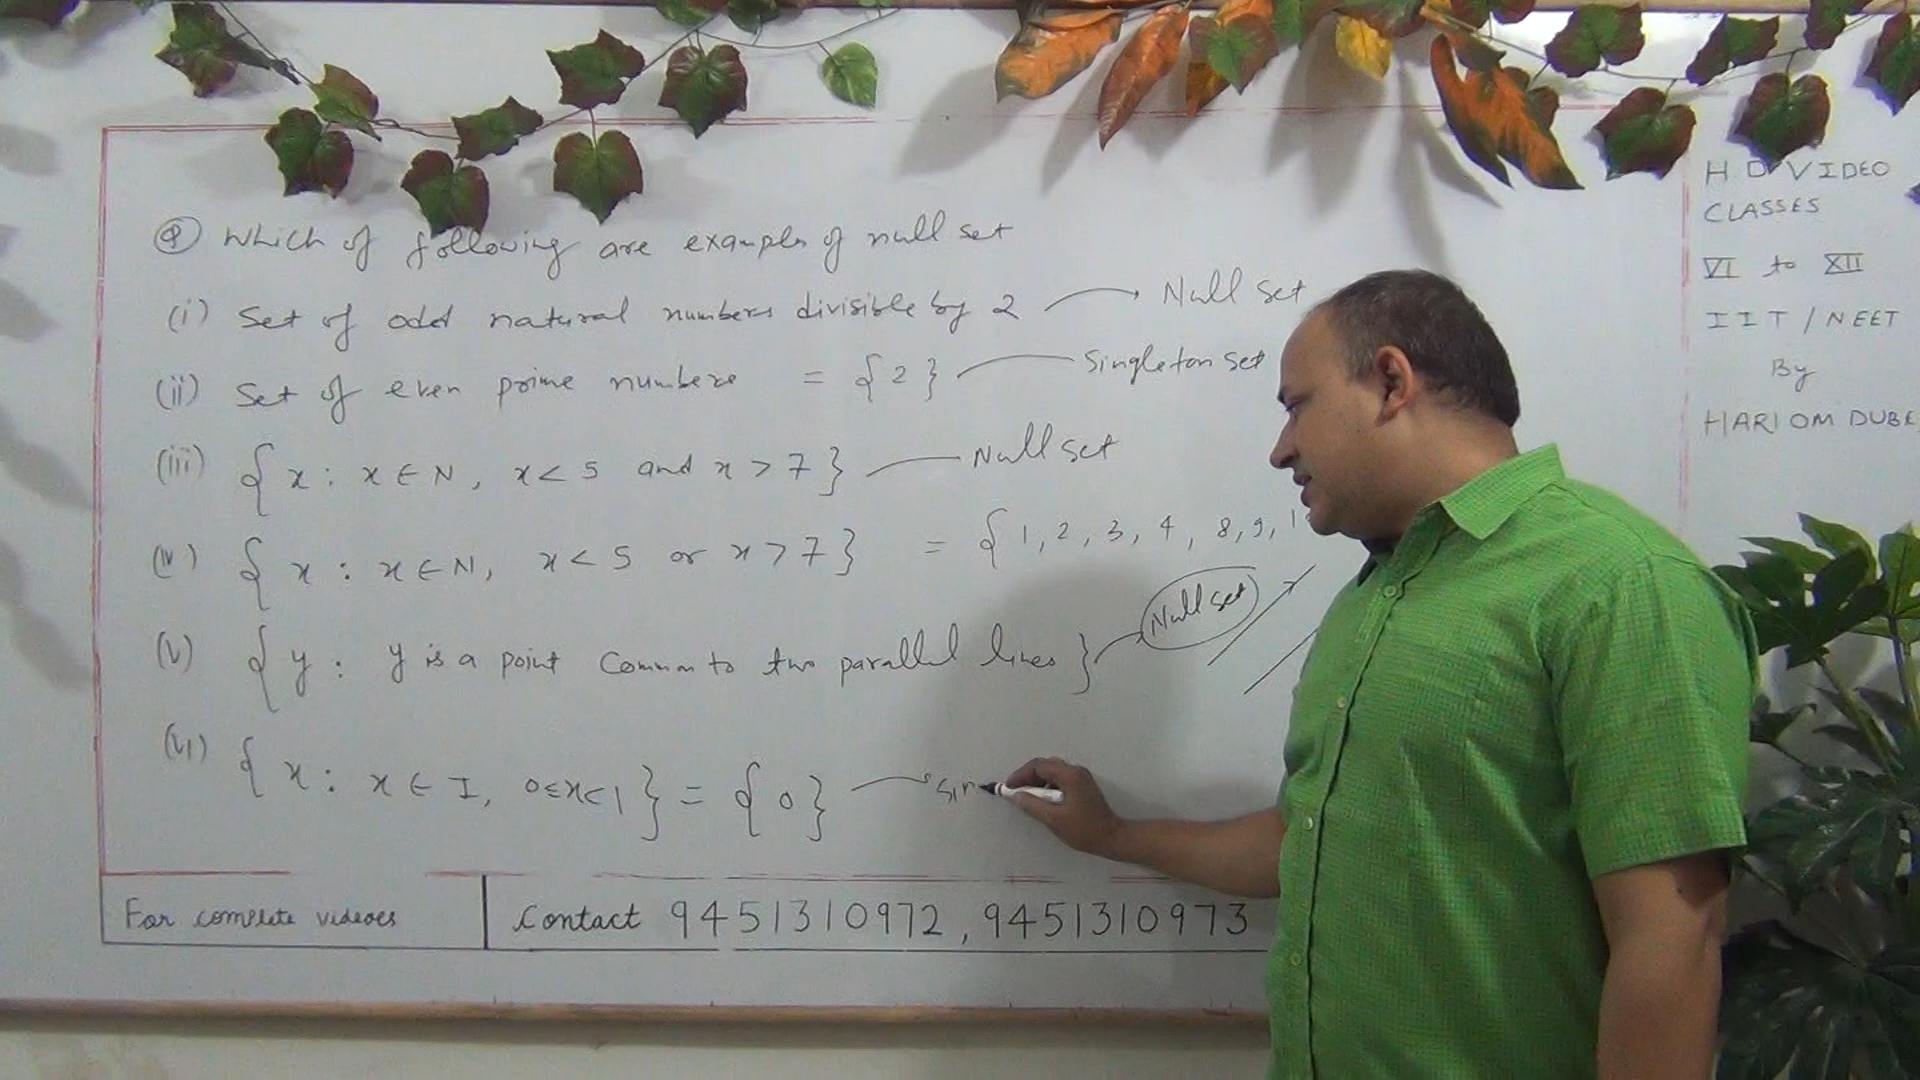 Q Which of following are examples of null set
(i) Set of odd natural numbers divisible by 2 → Null set
(ii) Set of even prime numbers = {2} Singleton set
(iii) {x : x ∈ N, x < 5 and x > 7} Null set
(iv) {x : x ∈ N, x < 5 or x > 7} = {1, 2, 3, 4, 8, 9, 1
(v) {y : y is a point common to two parallel lines} Null set
(vi) {x : x ∈ I, 0≤x<1} = {0} → Sin
For complete videoes
Contact 9451310972, 9451310973
H D VIDEO
CLASSES
VI to XII
IIT / NEET
By
HARI OM DUBE